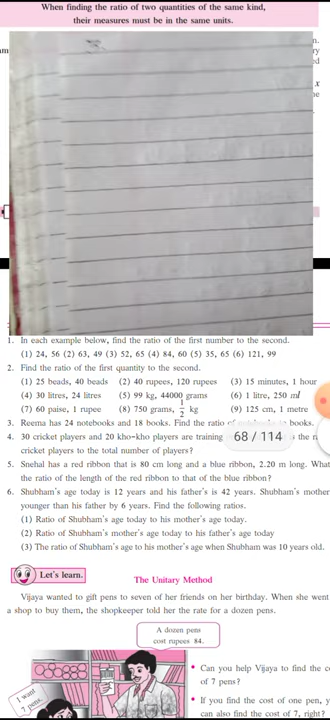 When finding the ratio of two quantities of the same kind,
their measures must be in the same units.
1. In each example below, find the ratio of the first number to the second.
(1) 24, 56 (2) 63, 49 (3) 52, 65 (4) 84, 60 (5) 35, 65 (6) 121, 99
2. Find the ratio of the first quantity to the second.
(1) 25 beads, 40 beads (2) 40 rupees, 120 rupees (3) 15 minutes, 1 hour
(4) 30 litres, 24 litres (5) 99 kg, 44000 grams (6) 1 litre, 250 ml
(7) 60 paise, 1 rupee (8) 750 grams, 1/2 kg (9) 125 cm, 1 metre
3. Reema has 24 notebooks and 18 books. Find the ratio of books.
4. 30 cricket players and 20 kho-kho players are training
68 / 114
cricket players to the total number of players?
5. Snehal has a red ribbon that is 80 cm long and a blue ribbon, 2.20 m long. What
the ratio of the length of the red ribbon to that of the blue ribbon?
6. Shubham's age today is 12 years and his father's is 42 years. Shubham's mother
younger than his father by 6 years. Find the following ratios.
(1) Ratio of Shubham's age today to his mother's age today.
(2) Ratio of Shubham's mother's age today to his father's age today
(3) The ratio of Shubham's age to his mother's age when Shubham was 10 years old.
Let's learn.
The Unitary Method
Vijaya wanted to gift pens to seven of her friends on her birthday. When she went
a shop to buy them, the shopkeeper told her the rate for a dozen pens.
A dozen pens
cost rupees 84.
I want
7 pens
• Can you help Vijaya to find the
of 7 pens?
• If you find the cost of one pen,
can also find the cost of 7, right?